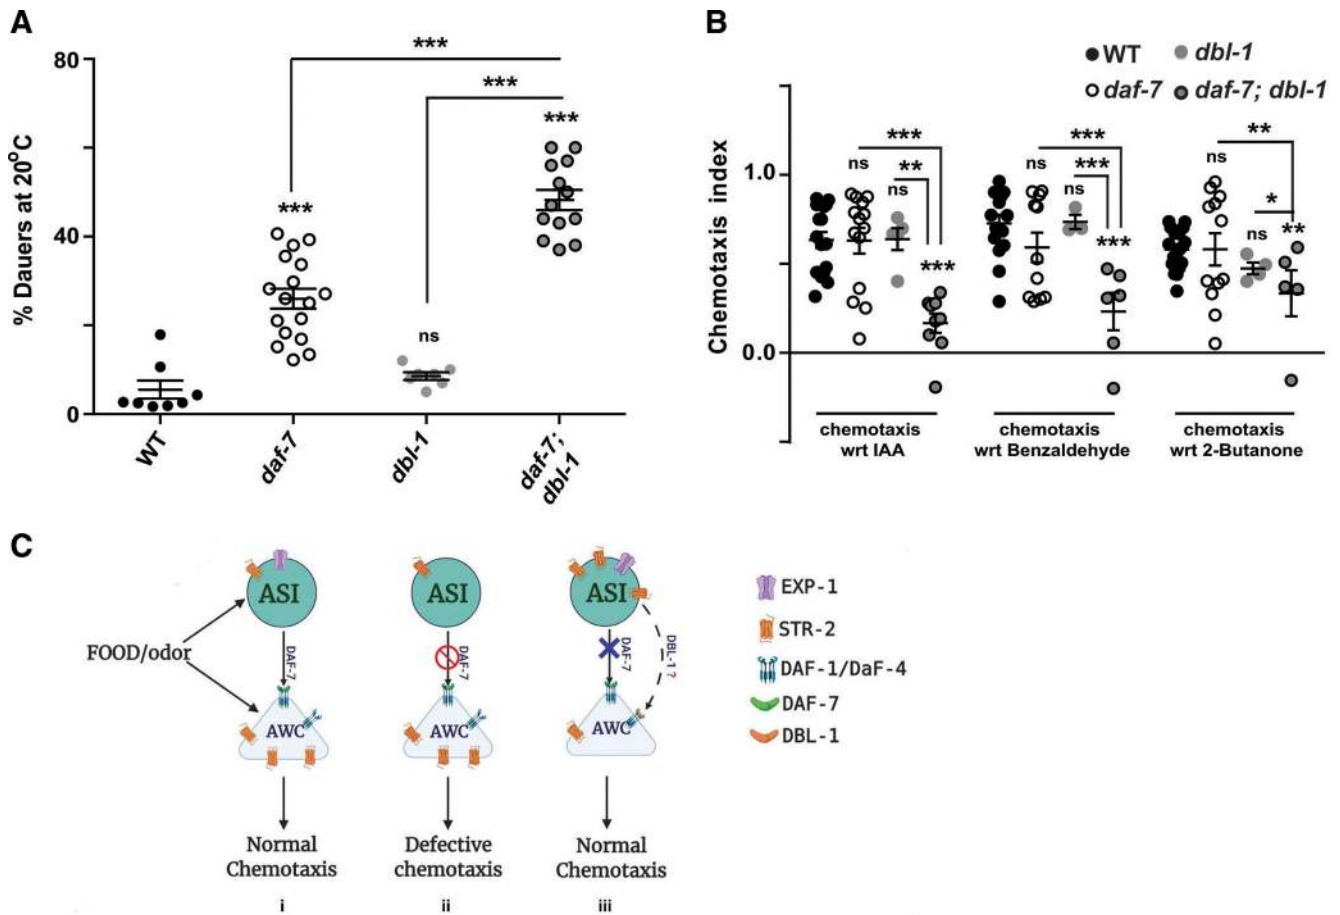 A
% Dauers at 20°C
80
40
0
***
***
***
***
ns
WT
daf-7
dbl-1
daf-7;
dbl-1
B
WT
dbl-1
daf-7
daf-7; dbl-1
Chemotaxis index
1.0
0.0
***
ns
**
ns
***
***
ns
***
ns
***
**
ns
*
ns
**
chemotaxis
wrt IAA
chemotaxis
wrt Benzaldehyde
chemotaxis
wrt 2-Butanone
C
FOOD/odor
ASI
DAF-7
AWC
Normal
Chemotaxis
i
ASI
DAF-7
AWC
Defective
chemotaxis
ii
ASI
DAF-7
DBL-1 ?
AWC
Normal
Chemotaxis
iii
EXP-1
STR-2
DAF-1/DaF-4
DAF-7
DBL-1